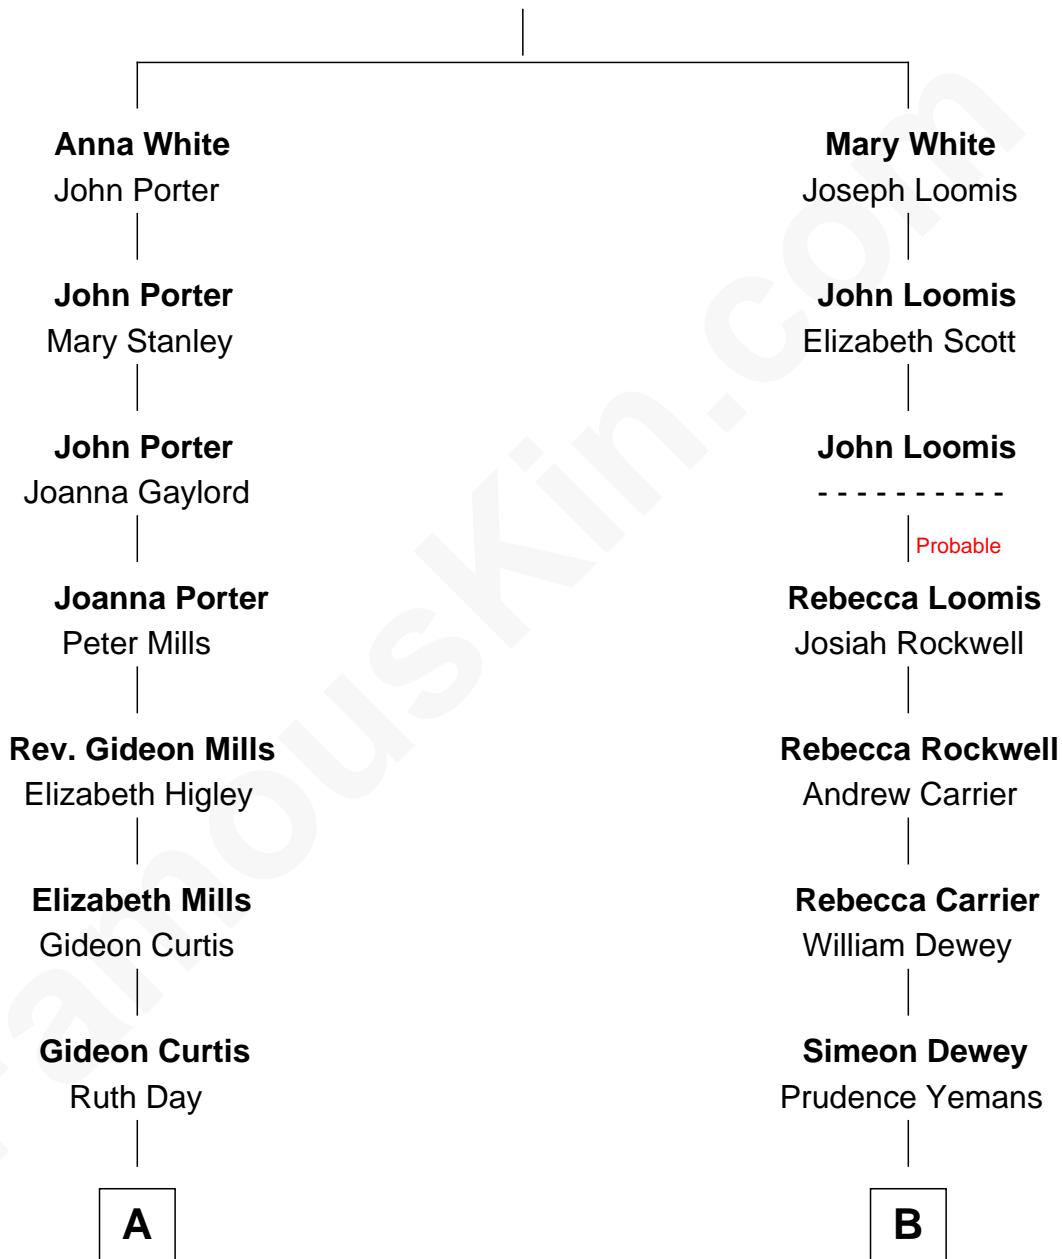 Anna White
John Porter
John Porter
Mary Stanley
John Porter
Joanna Gaylord
Joanna Porter
Peter Mills
Rev. Gideon Mills
Elizabeth Higley
Elizabeth Mills
Gideon Curtis
Gideon Curtis
Ruth Day
A
Mary White
Joseph Loomis
John Loomis
Elizabeth Scott
John Loomis
- - - - - - - - - -
Probable
Rebecca Loomis
Josiah Rockwell
Rebecca Rockwell
Andrew Carrier
Rebecca Carrier
William Dewey
Simeon Dewey
Prudence Yemans
B
FamousKin.com